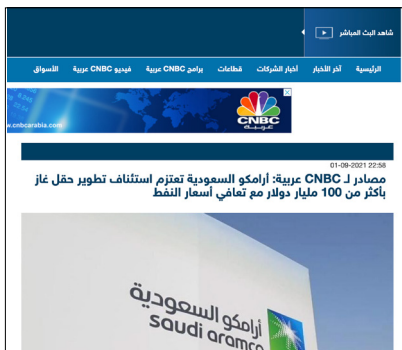 شاهد البث المباشر
الرئيسية آخر الأخبار أخبار الشركات قطاعات برامج CNBC عربية فيديو CNBC عربية الأسواق
CNBC
عربية
w.cnbcarabia.com
01-09-2021 22:58
مصادر لـ CNBC عربية: أرامكو السعودية تعتزم استئناف تطوير حقل غاز
بأكثر من 100 مليار دولار مع تعافي أسعار النفط
أرامكو السعودية
saudi aramco